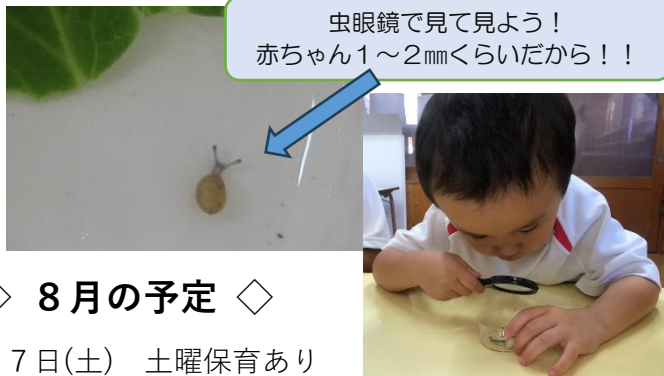 虫眼鏡で見て見よう！
赤ちゃん１～２㎜くらいだから！！
◇ ８月の予定 ◇
７日(土)　土曜保育あり